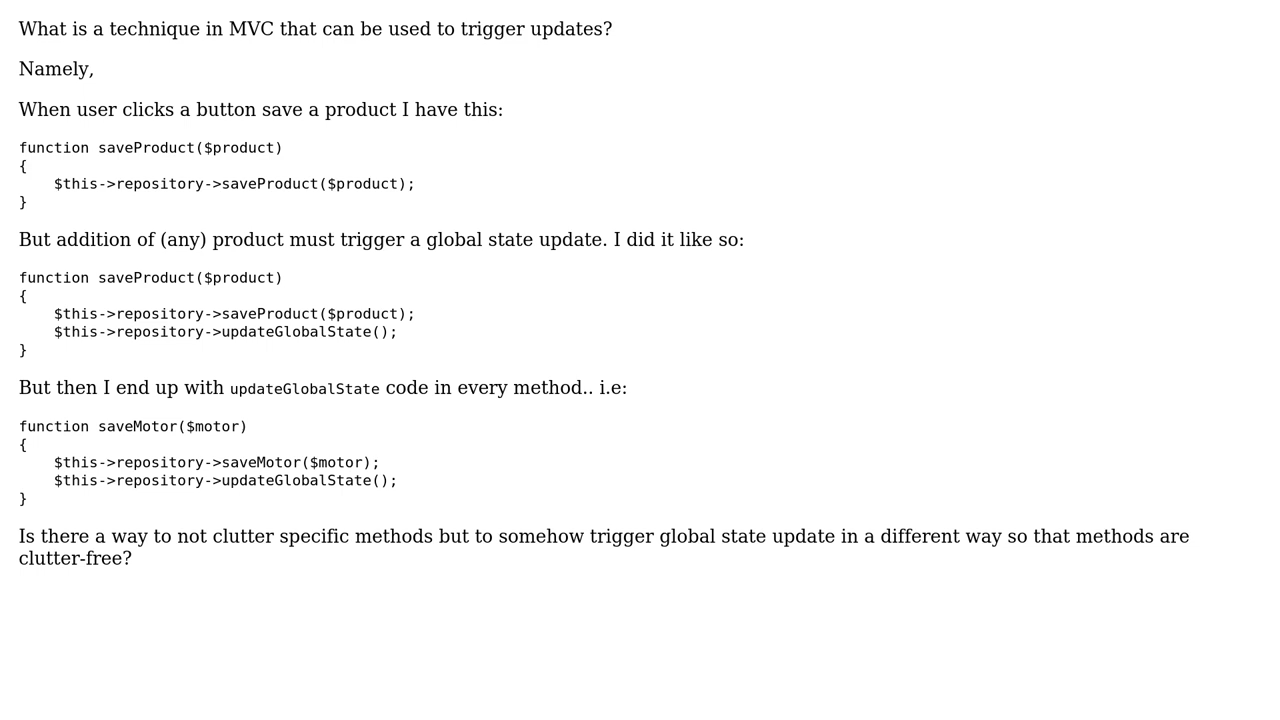 What is a technique in MVC that can be used to trigger updates?
Namely,
When user clicks a button save a product I have this:
function saveProduct($product)
{
    $this->repository->saveProduct($product);
}
But addition of (any) product must trigger a global state update. I did it like so:
function saveProduct($product)
{
    $this->repository->saveProduct($product);
    $this->repository->updateGlobalState();
}
But then I end up with updateGlobalState code in every method.. i.e:
function saveMotor($motor)
{
    $this->repository->saveMotor($motor);
    $this->repository->updateGlobalState();
}
Is there a way to not clutter specific methods but to somehow trigger global state update in a different way so that methods are
clutter-free?